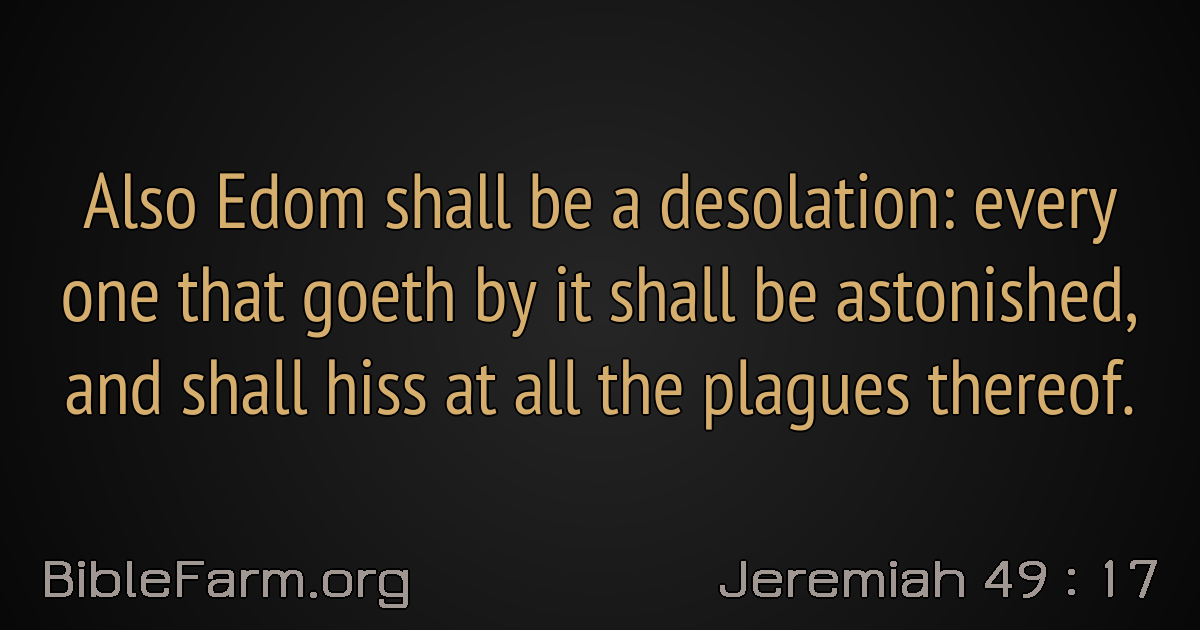 Also Edom shall be a desolation: every
one that goeth by it shall be astonished,
and shall hiss at all the plagues thereof.
BibleFarm.org
Jeremiah 49 : 17